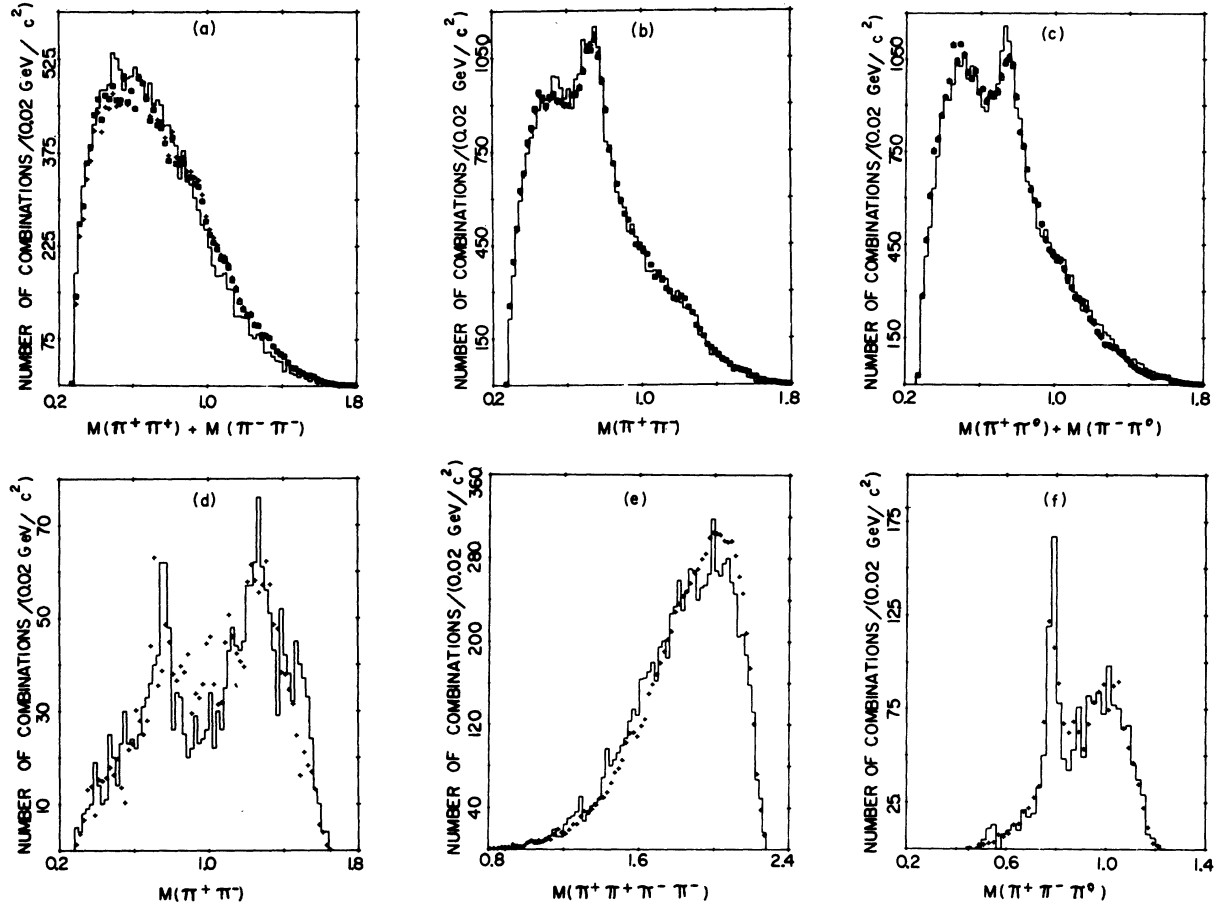 (a)
NUMBER OF COMBINATIONS/(0.02 GeV/c²)
525
375
225
75
0.2 1.0 1.8
M(π⁺π⁺) + M(π⁻π⁻)
(b)
NUMBER OF COMBINATIONS/(0.02 GeV/c²)
1050
750
450
150
0.2 1.0 1.8
M(π⁺π⁻)
(c)
NUMBER OF COMBINATIONS/(0.02 GeV/c²)
1050
750
450
150
0.2 1.0 1.8
M(π⁺π⁰) + M(π⁻π⁰)
(d)
NUMBER OF COMBINATIONS/(0.02 GeV/c²)
70
50
30
10
0.2 1.0 1.8
M(π⁺π⁻)
(e)
NUMBER OF COMBINATIONS/(0.02 GeV/c²)
360
280
200
120
40
0.8 1.6 2.4
M(π⁺π⁺π⁻π⁻)
(f)
NUMBER OF COMBINATIONS/(0.02 GeV/c²)
175
125
75
25
0.2 0.6 1.0 1.4
M(π⁺π⁻π⁰)